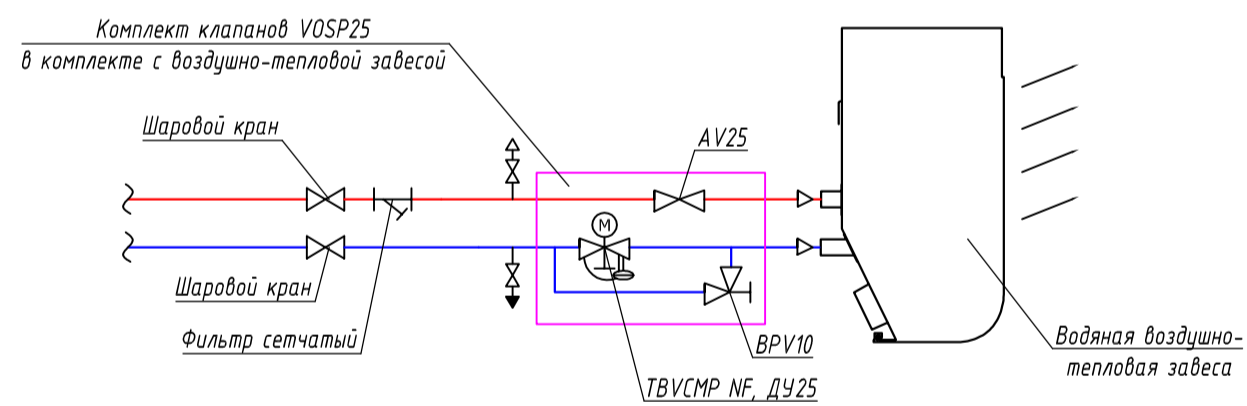 Комплект клапанов VOSP25
в комплекте с воздушно-тепловой завесой
Шаровой кран
AV25
М
Шаровой кран
Фильтр сетчатый
BPV10
TBVCMP NF, ДУ25
Водяная воздушно-
тепловая завеса